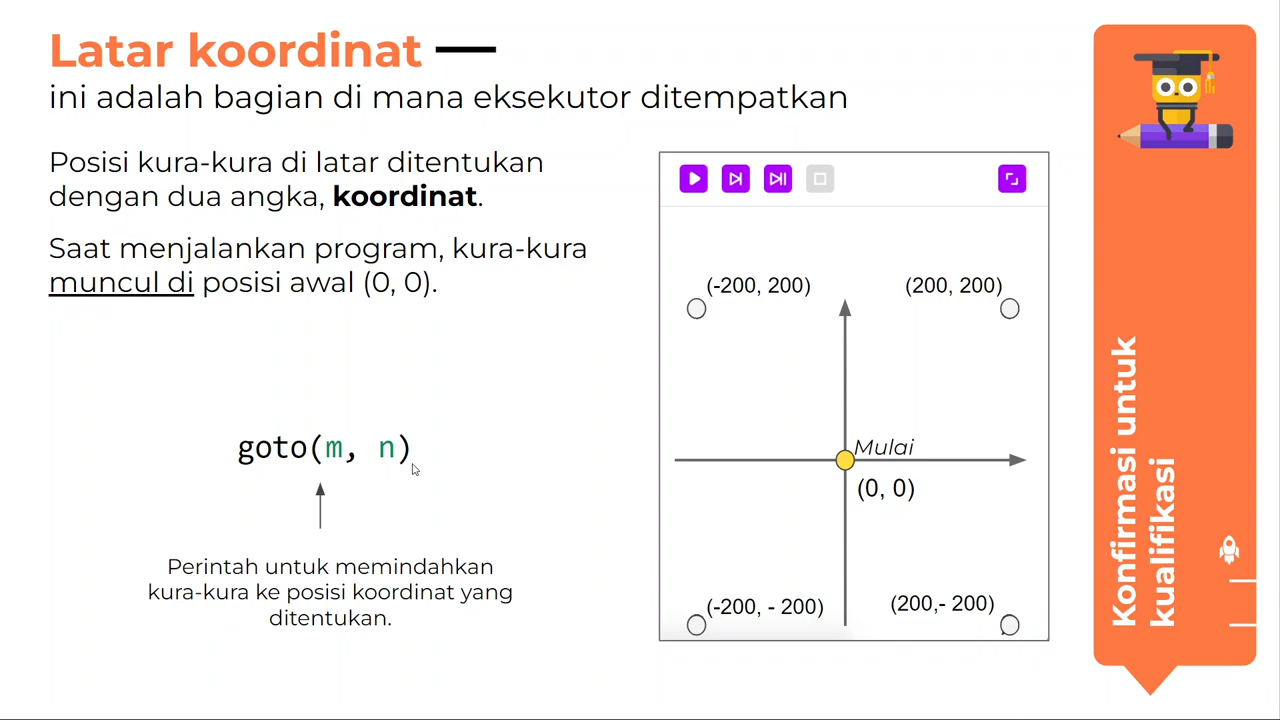 Latar koordinat
ini adalah bagian di mana eksekutor ditempatkan
Posisi kura-kura di latar ditentukan
dengan dua angka, koordinat.
Saat menjalankan program, kura-kura
muncul di posisi awal (0, 0).
goto(m, n)
Perintah untuk memindahkan
kura-kura ke posisi koordinat yang
ditentukan.
(-200, 200)
(200, 200)
Mulai
(0, 0)
(-200, - 200)
(200,- 200)
Konfirmasi untuk
kualifikasi